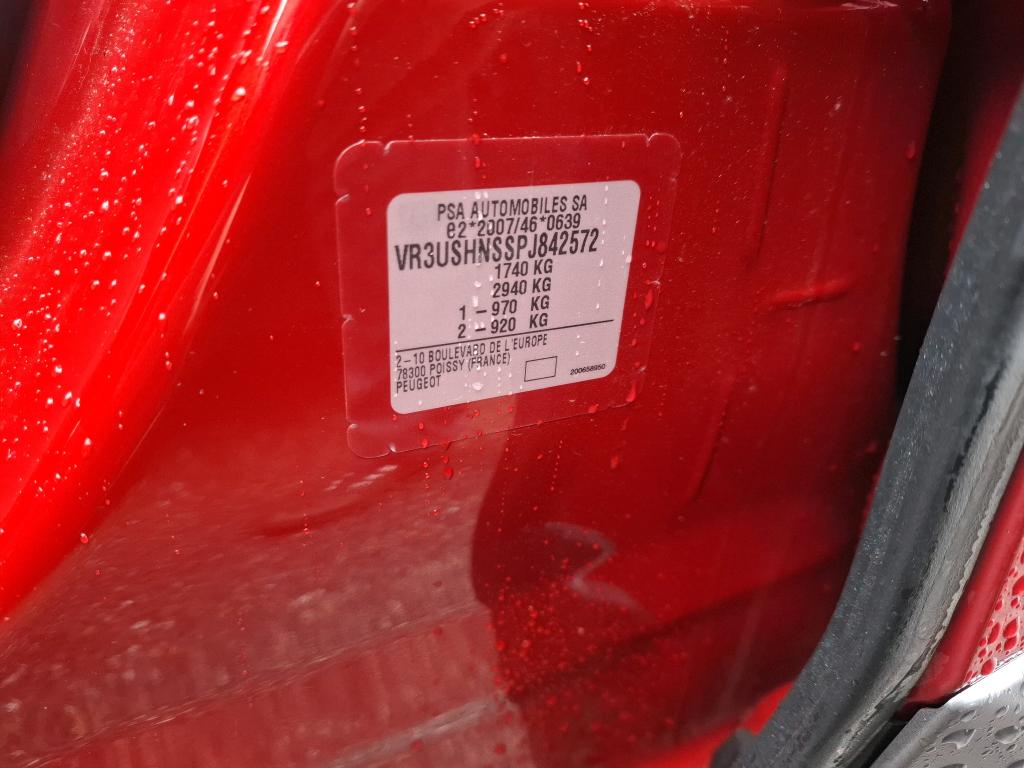 PSA AUTOMOBILES SA
e2*2007/46*0639
VR3USHNSSPJ842572
1740 KG
2940 KG
1 – 970 KG
2 – 920 KG
2–10 BOULEVARD DE L'EUROPE
78300 POISSY (FRANCE)
PEUGEOT
200658950